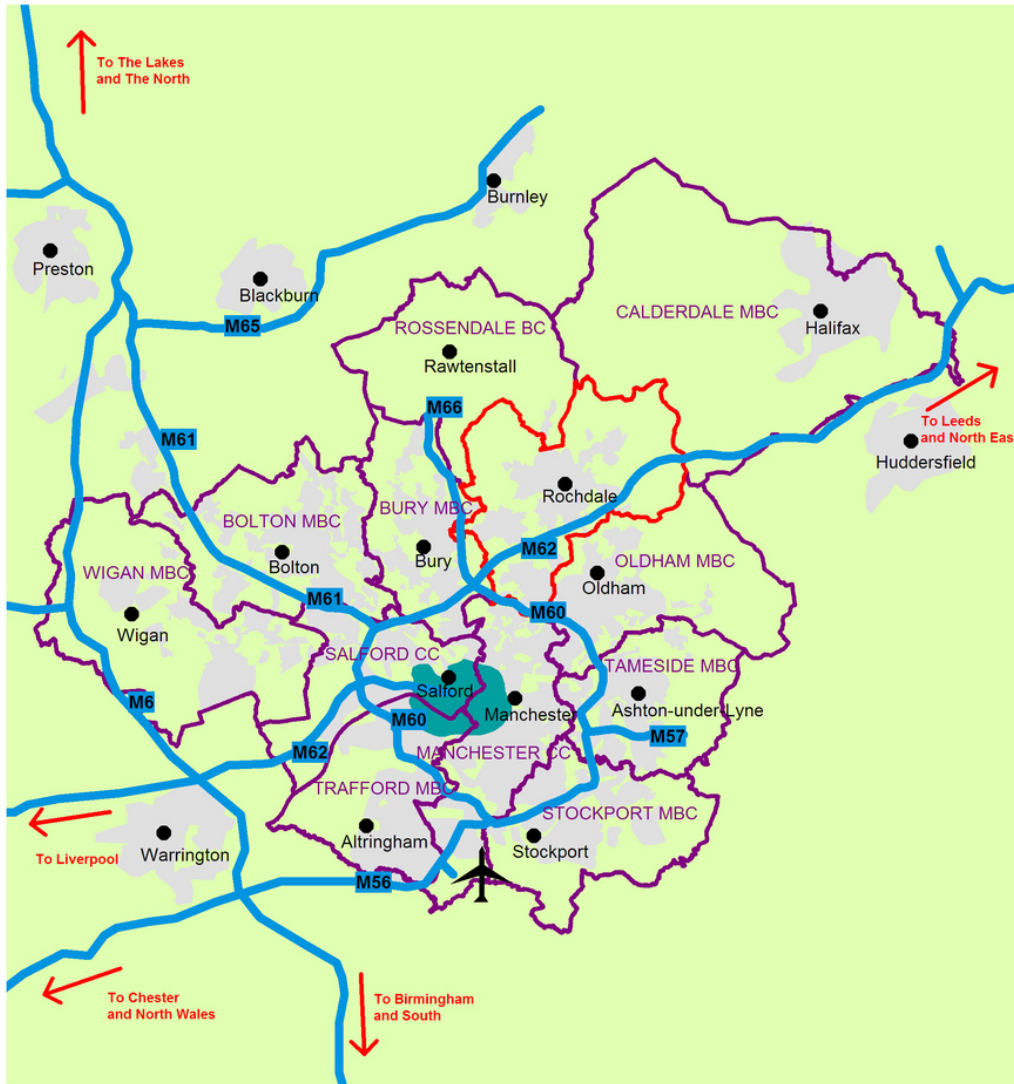 To The Lakes
and The North
Burnley
Preston
Blackburn
CALDERDALE MBC
Halifax
M65
ROSSENDALE BC
Rawtenstall
M66
To Leeds
and North Eas
M61
Huddersfield
Rochdale
BURY MBC
BOLTON MBC
M62
Bury
Bolton
OLDHAM MBC
WIGAN MBC
Oldham
M61
M60
Wigan
SALFORD CC
TAMESIDE MBC
Salford
M6
Manchester
Ashton-under-Lyne
M60
M57
M62
MANCHESTER CC
TRAFFORD MBC
STOCKPORT MBC
Altringham
Stockport
To Liverpool
Warrington
M56
To Chester
and North Wales
To Birmingham
and South